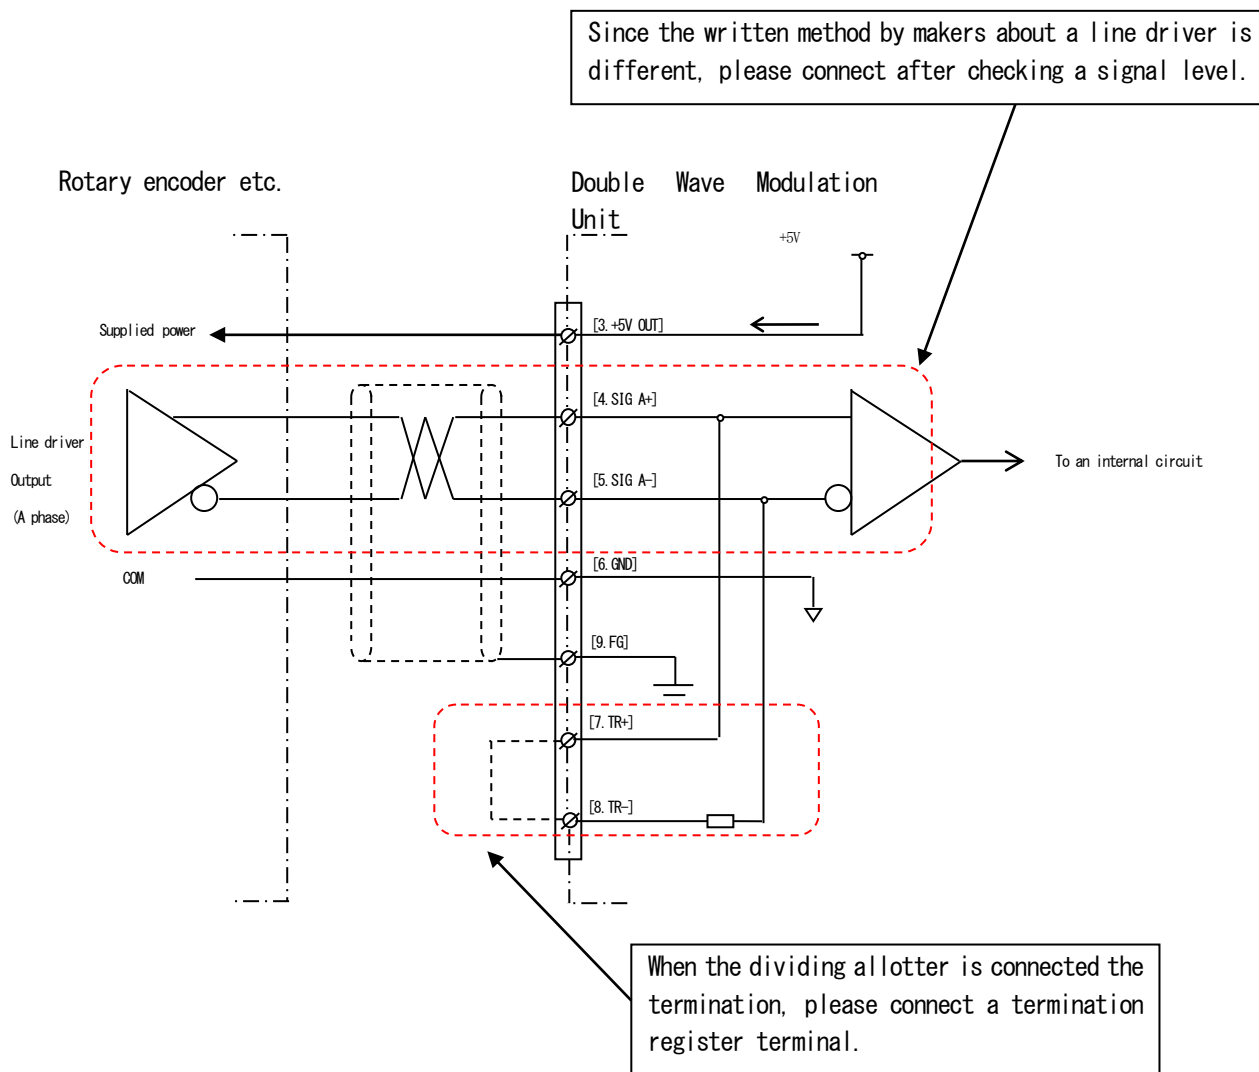 Since the written method by makers about a line driver is
different, please connect after checking a signal level.
Rotary encoder etc.
Double Wave Modulation
Unit
+5V
Supplied power
[3.+5V OUT]
[4.SIG A+]
Line driver
Output
(A phase)
To an internal circuit
[5.SIG A-]
COM
[6.GND]
[9.FG]
[7.TR+]
[8.TR-]
When the dividing allotter is connected the
termination, please connect a termination
register terminal.